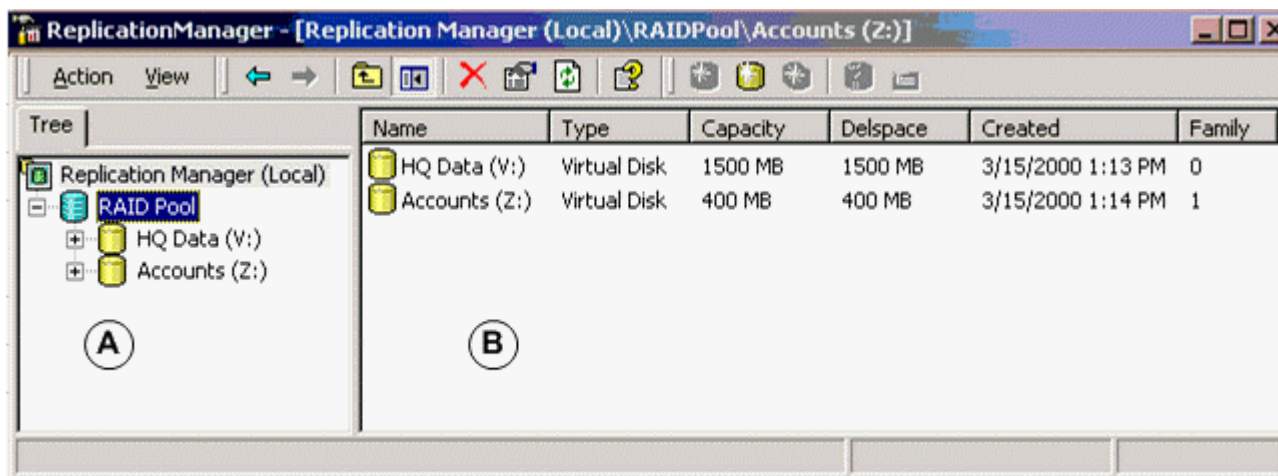 ReplicationManager - [Replication Manager (Local)\RAIDPool\Accounts (Z:)]
Action View
Tree
Name Type Capacity Delspace Created Family
Replication Manager (Local)
RAID Pool
HQ Data (V:)
Accounts (Z:)
HQ Data (V:) Virtual Disk 1500 MB 1500 MB 3/15/2000 1:13 PM 0
Accounts (Z:) Virtual Disk 400 MB 400 MB 3/15/2000 1:14 PM 1
A
B